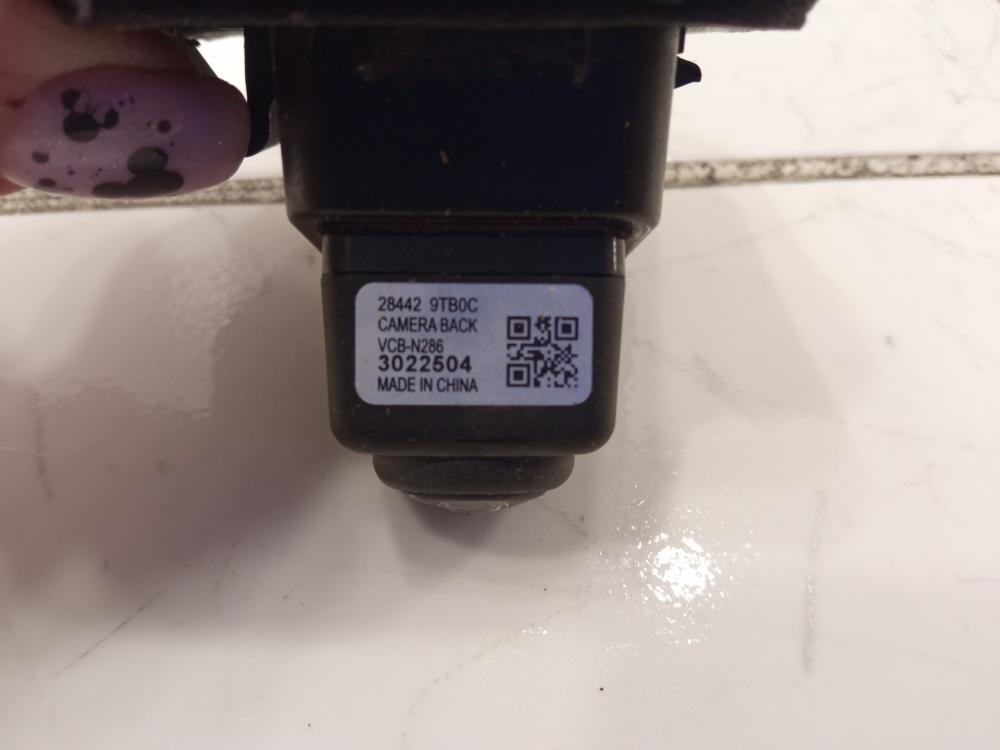 28442 9TB0C
CAMERA BACK
VCB-N286
3022504
MADE IN CHINA